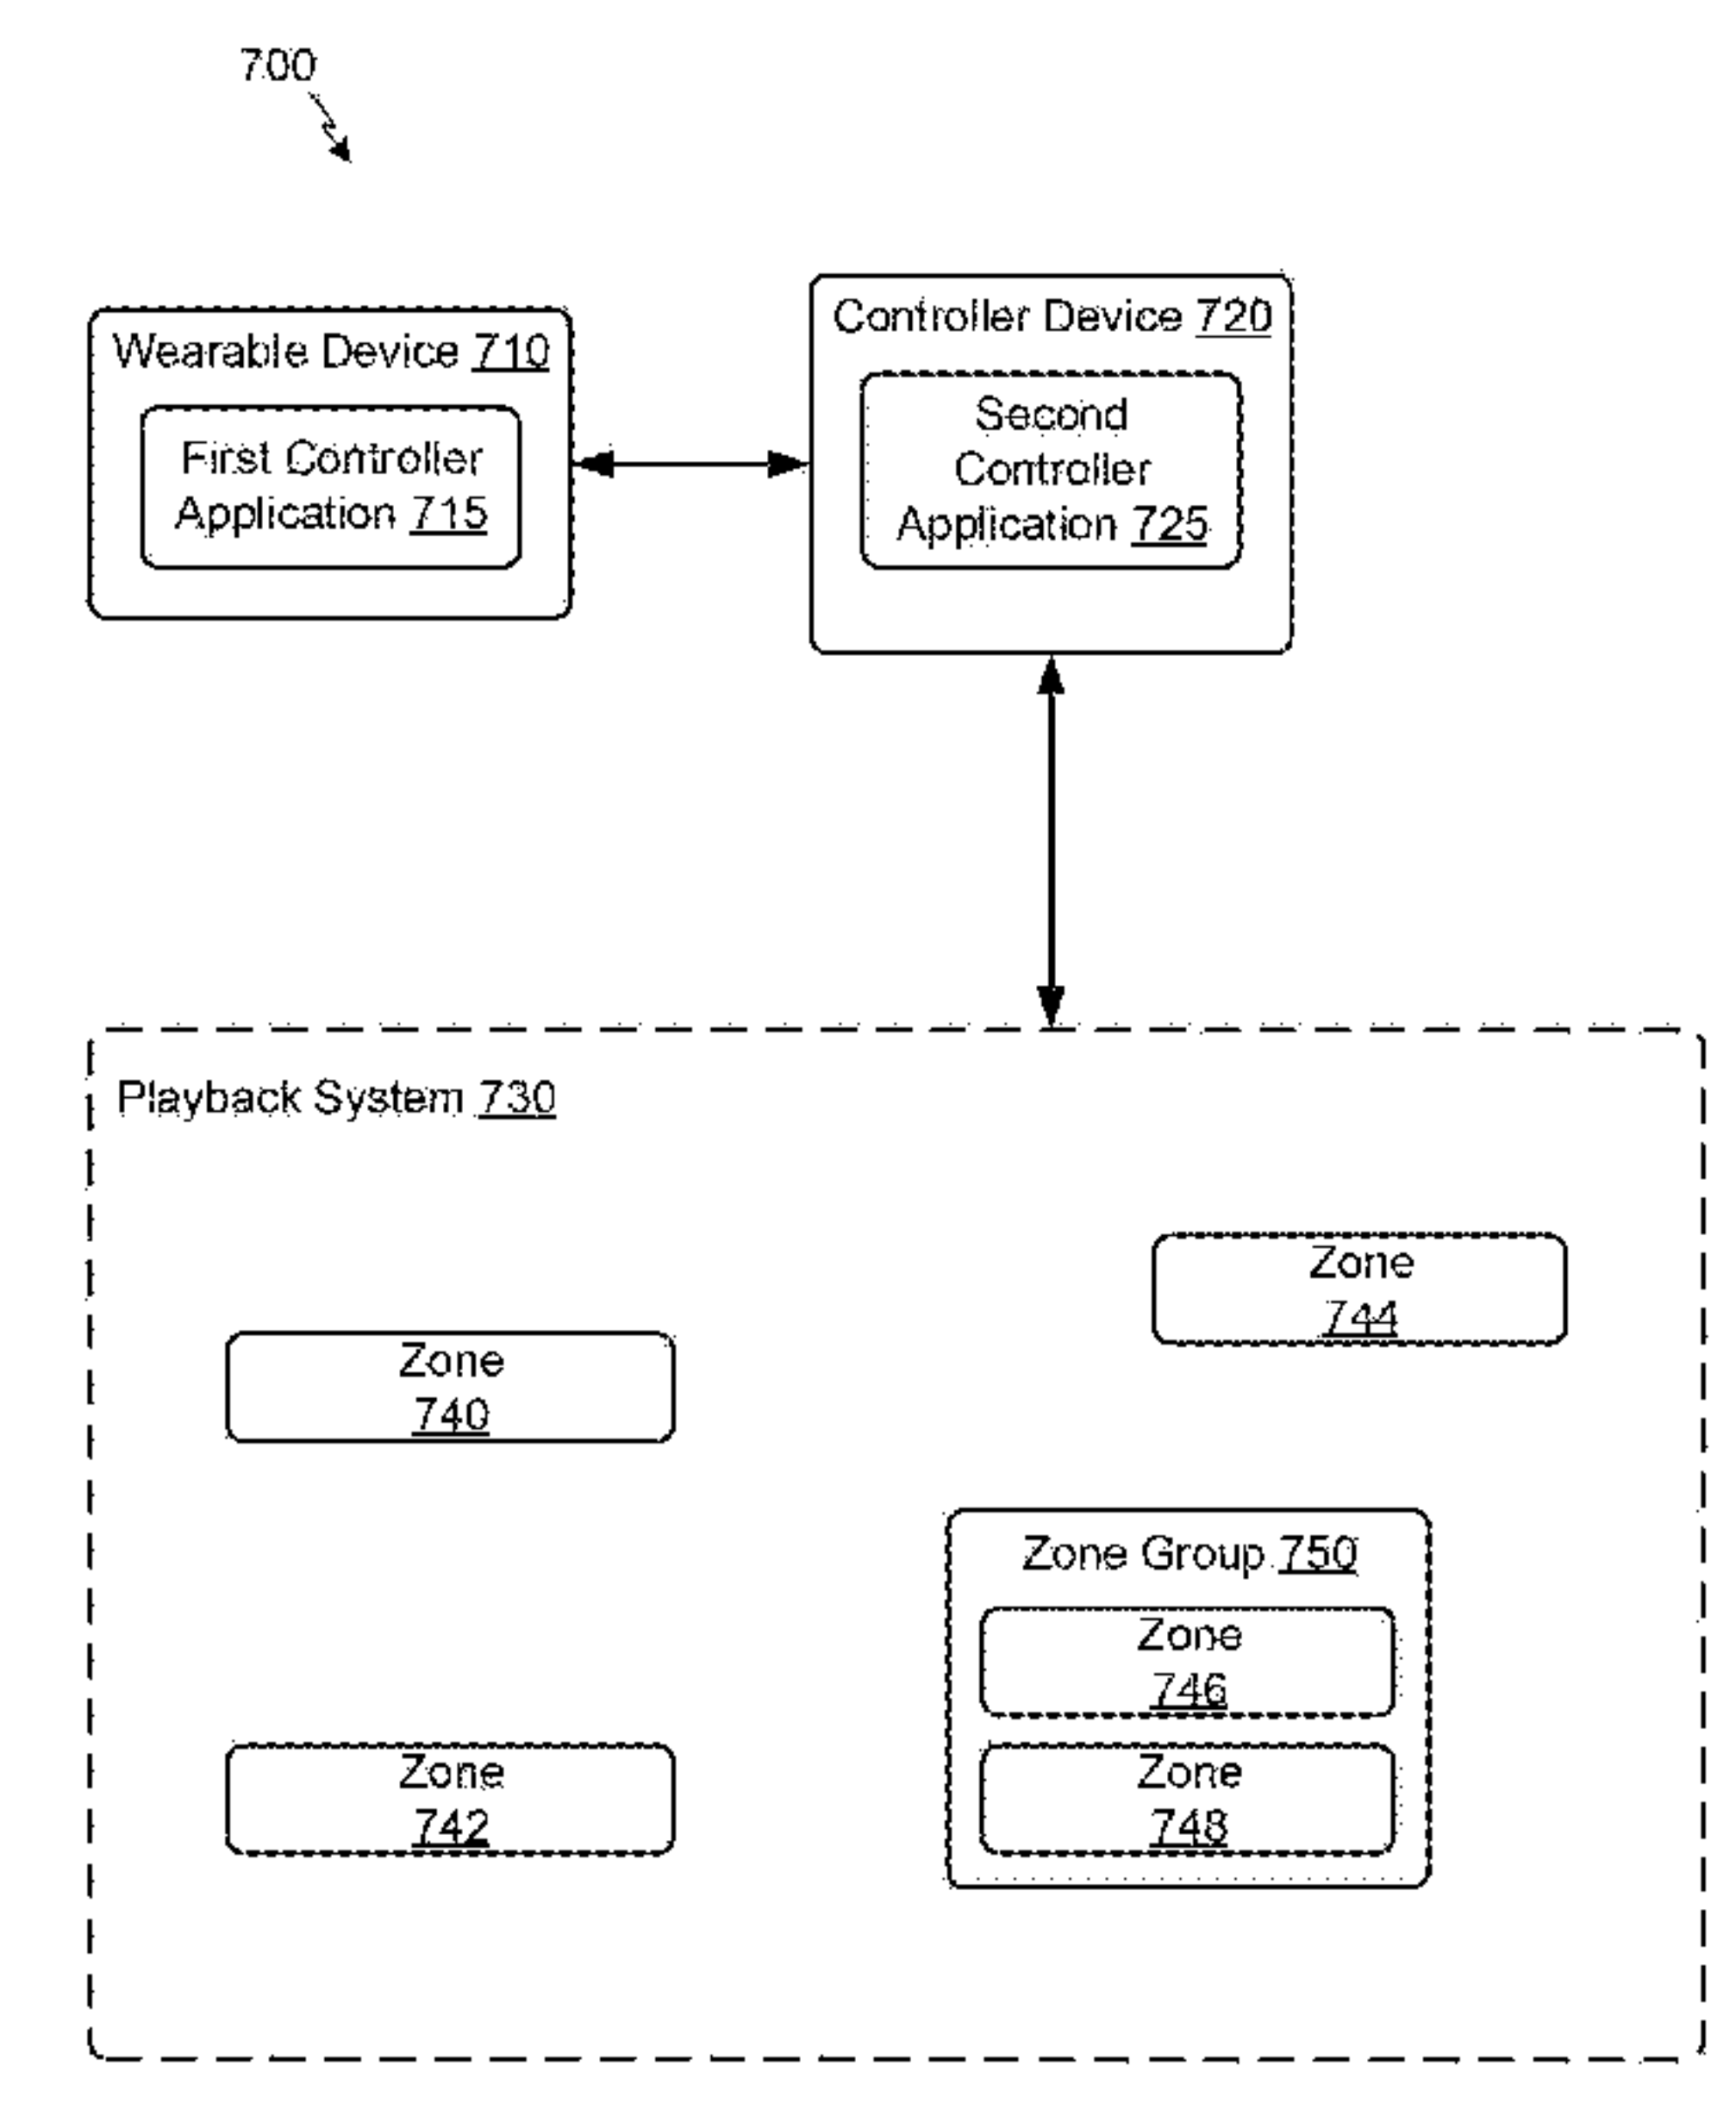 700
Wearable Device 710
First Controller
Application 715
Controller Device 720
Second
Controller
Application 725
Playback System 730
Zone
744
Zone
740
Zone Group 750
Zone
746
Zone
748
Zone
742